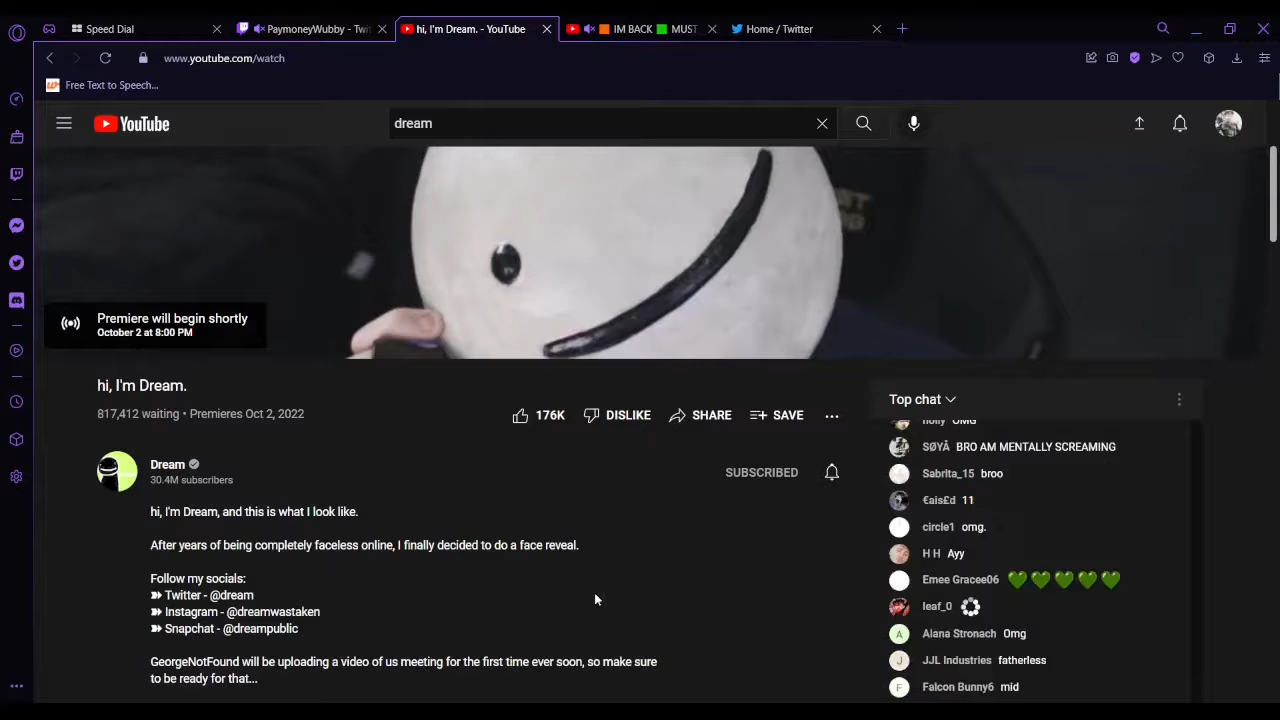 Speed Dial
PaymoneyWubby - Twi
hi, I'm Dream. - YouTube
IM BACK
MUST
Home / Twitter
www.youtube.com/watch
Free Text to Speech...
YouTube
dream
Premiere will begin shortly
October 2 at 8:00 PM
hi, I'm Dream.
817,412 waiting • Premieres Oct 2, 2022
176K
DISLIKE
SHARE
SAVE
Dream
30.4M subscribers
SUBSCRIBED
hi, I'm Dream, and this is what I look like.
After years of being completely faceless online, I finally decided to do a face reveal.
Follow my socials:
➽ Twitter - @dream
➽ Instagram - @dreamwastaken
➽ Snapchat - @dreampublic
GeorgeNotFound will be uploading a video of us meeting for the first time ever soon, so make sure
to be ready for that...
Top chat
holly OMG
SØYÅ BRO AM MENTALLY SCREAMING
Sabrita_15 broo
€ais£d 11
circle1 omg.
H H Ayy
Emee Gracee06 💚💚💚💚💚
leaf_0
A Alana Stronach Omg
J JJL Industries fatherless
F Falcon Bunny6 mid